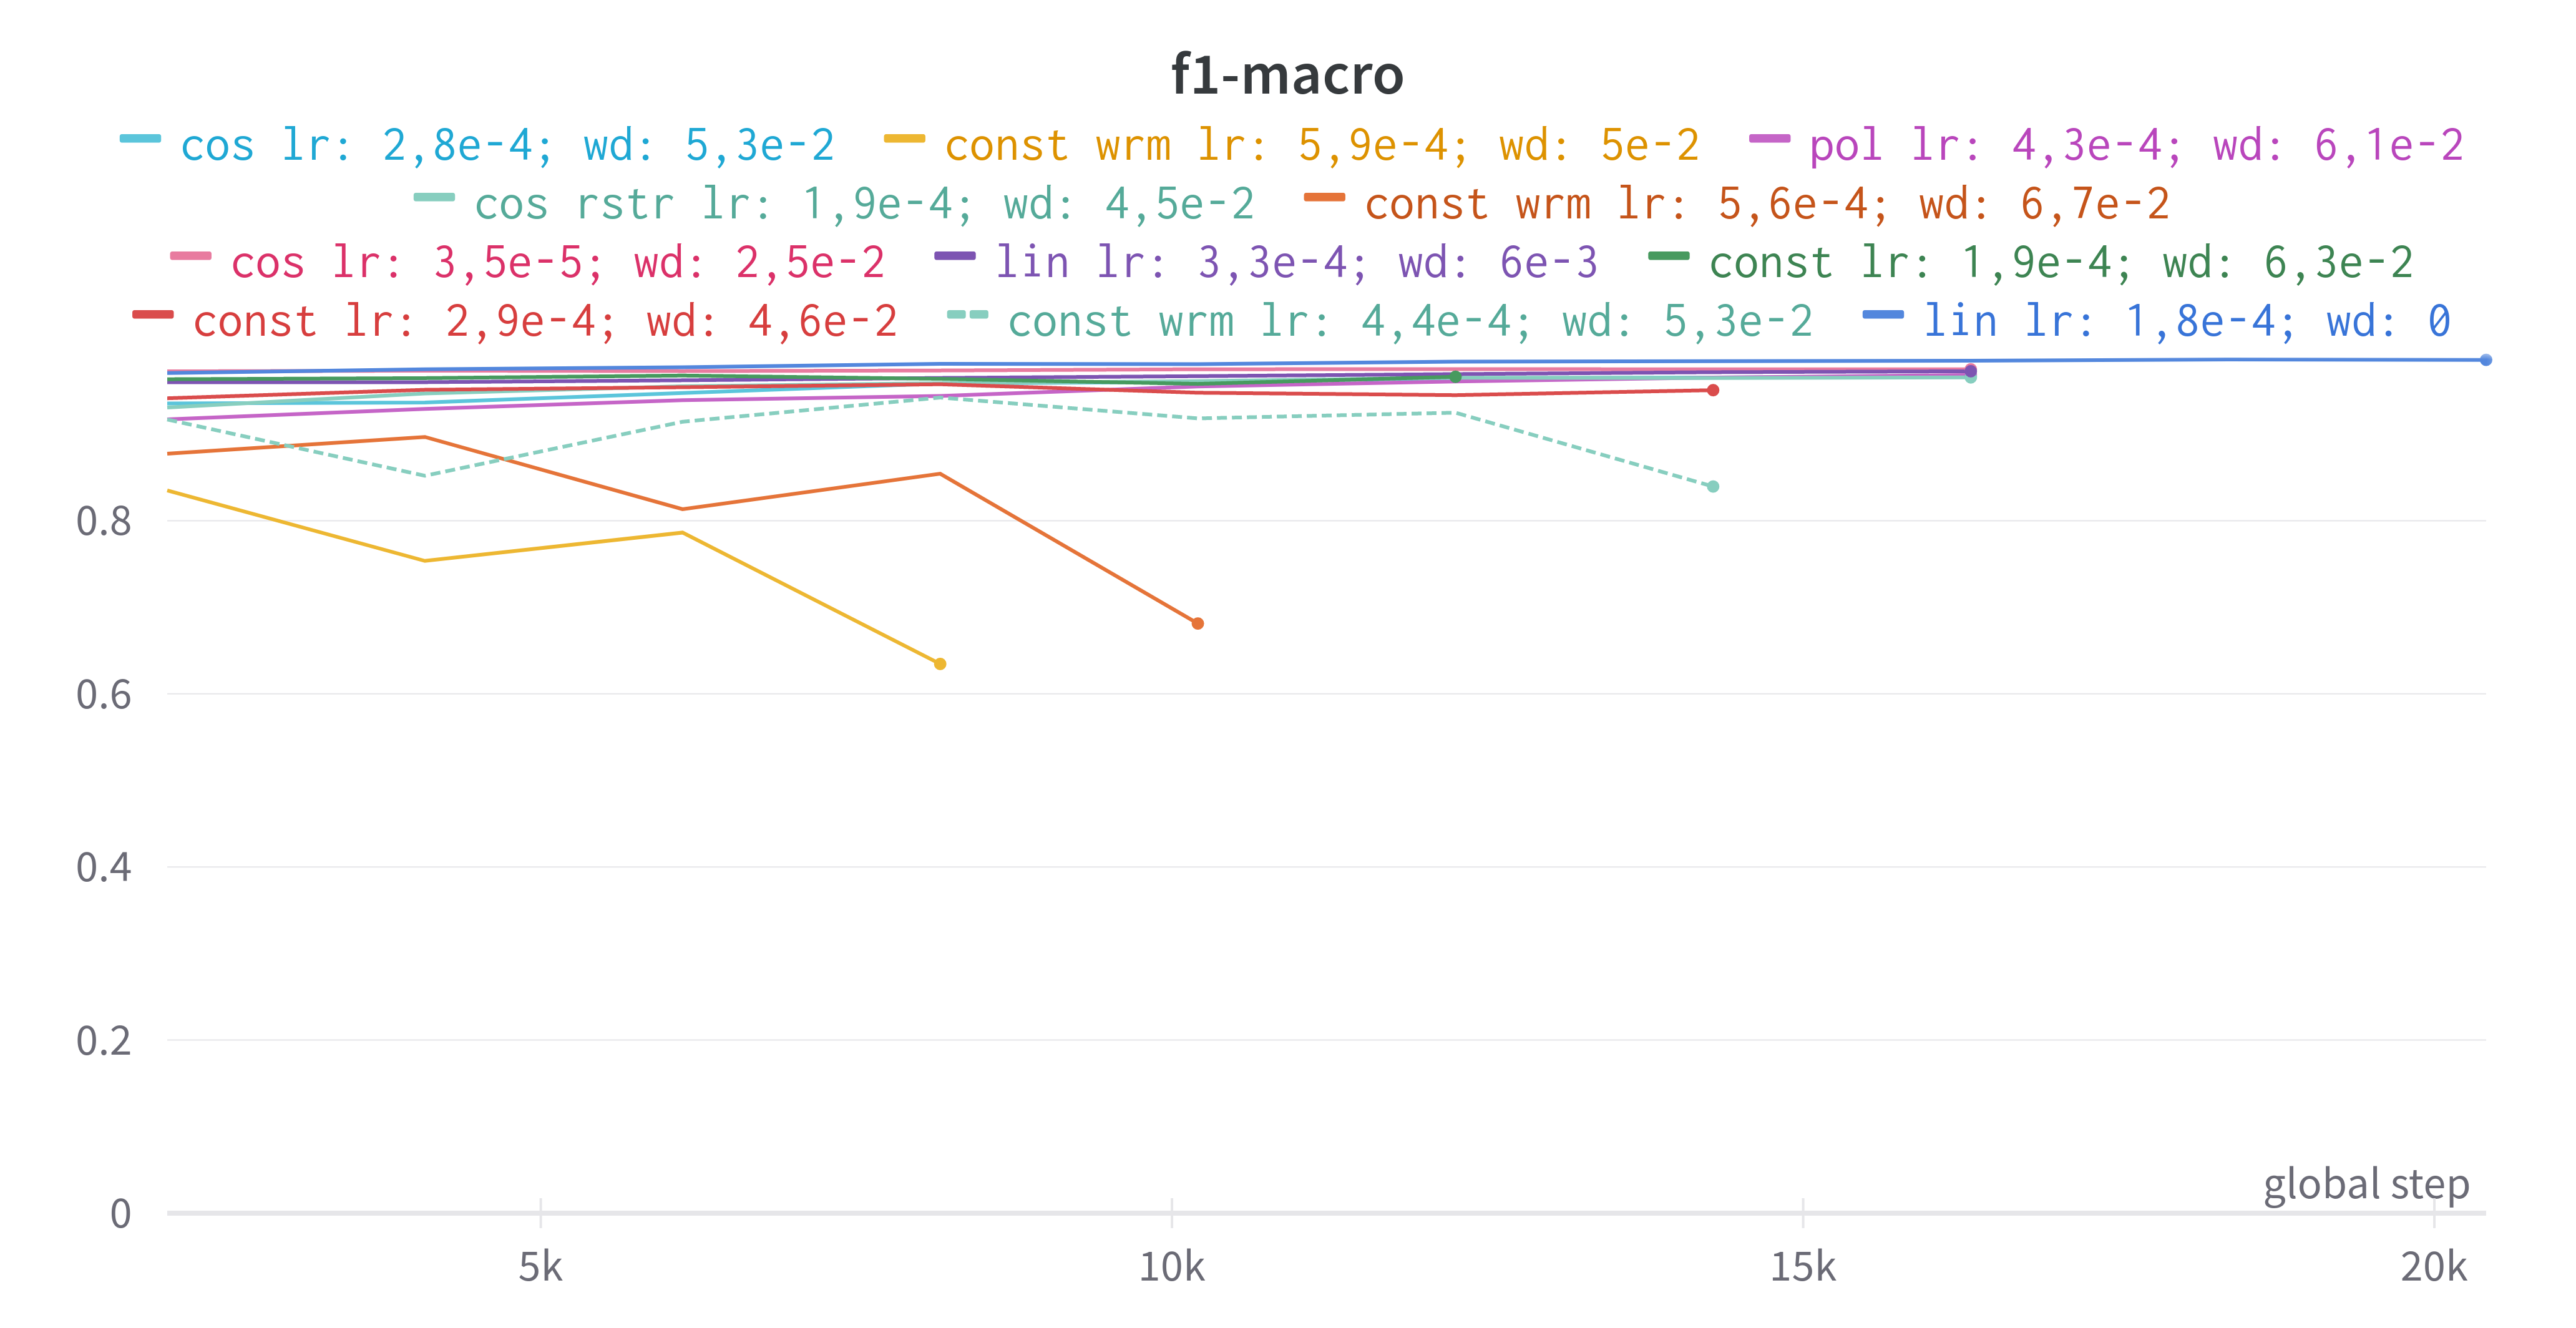 f1-macro
cos lr: 2,8e-4; wd: 5,3e-2 const wrm lr: 5,9e-4; wd: 5e-2 pol lr: 4,3e-4; wd: 6,1e-2
cos rstr lr: 1,9e-4; wd: 4,5e-2 const wrm lr: 5,6e-4; wd: 6,7e-2
cos lr: 3,5e-5; wd: 2,5e-2 lin lr: 3,3e-4; wd: 6e-3 const lr: 1,9e-4; wd: 6,3e-2
const lr: 2,9e-4; wd: 4,6e-2 const wrm lr: 4,4e-4; wd: 5,3e-2 lin lr: 1,8e-4; wd: 0
0.8
0.6
0.4
0.2
global step
0
5k 10k 15k 20k